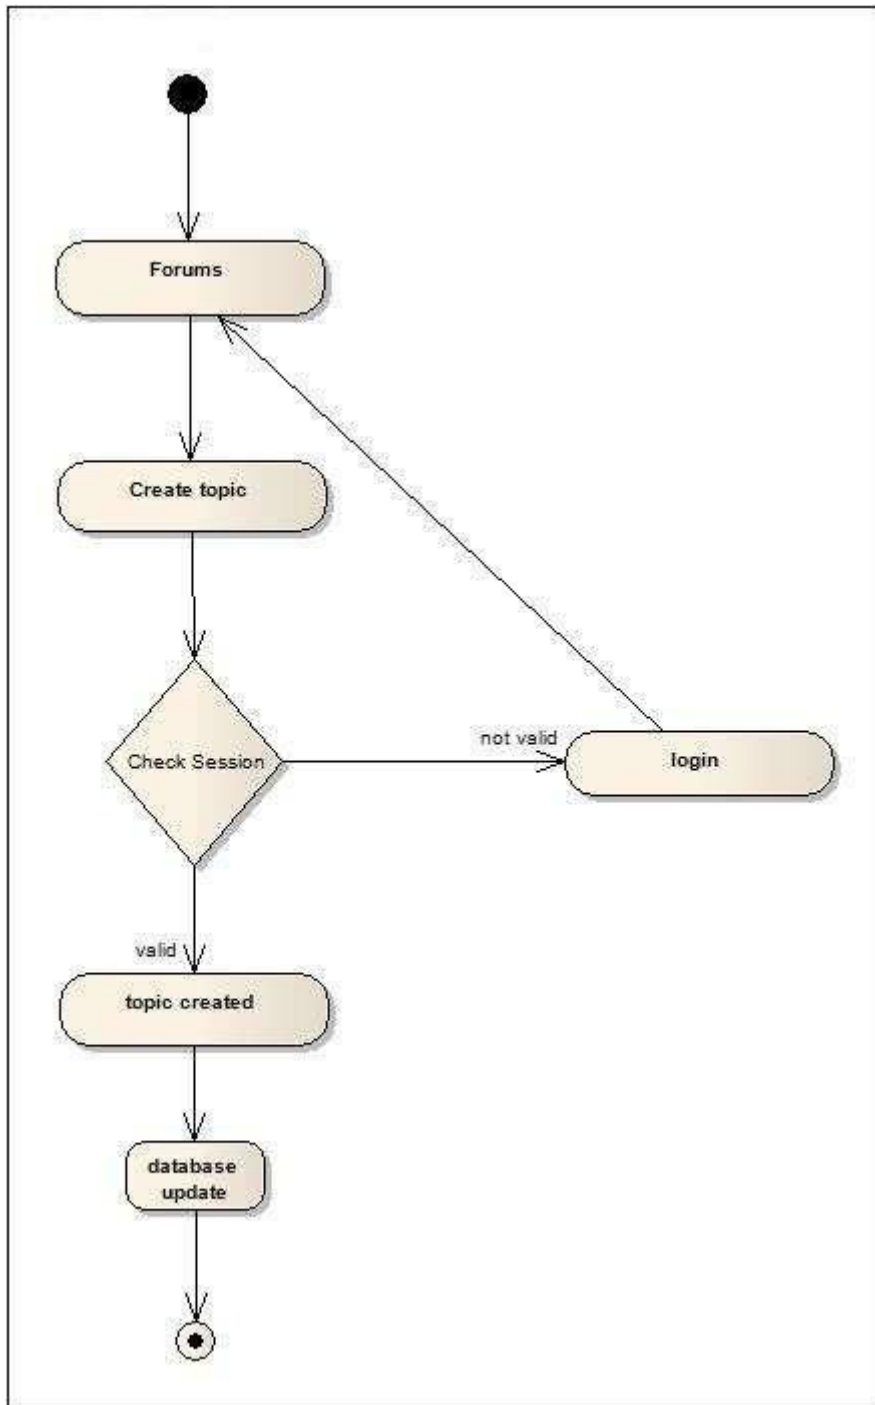 Forums
Create topic
Check Session
not valid
login
valid
topic created
database
update